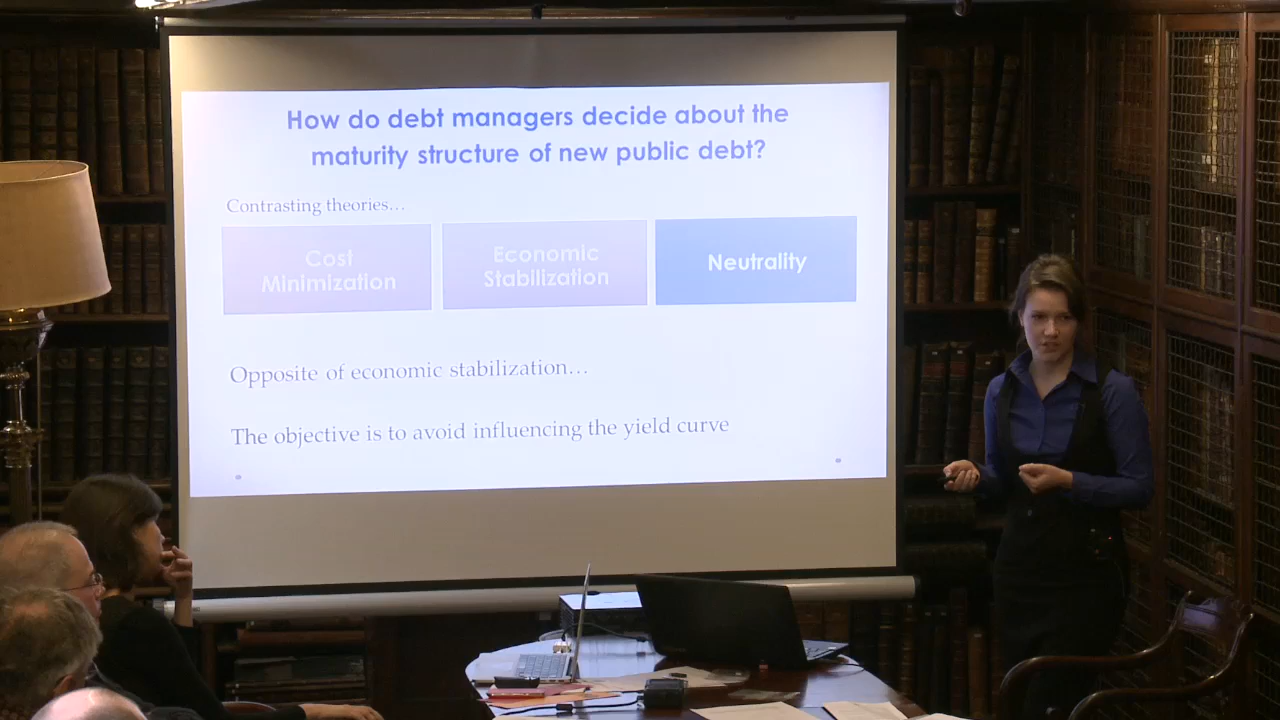 How do debt managers decide about the
maturity structure of new public debt?
Contrasting theories…
Cost
Minimization
Economic
Stabilization
Neutrality
Opposite of economic stabilization…
The objective is to avoid influencing the yield curve